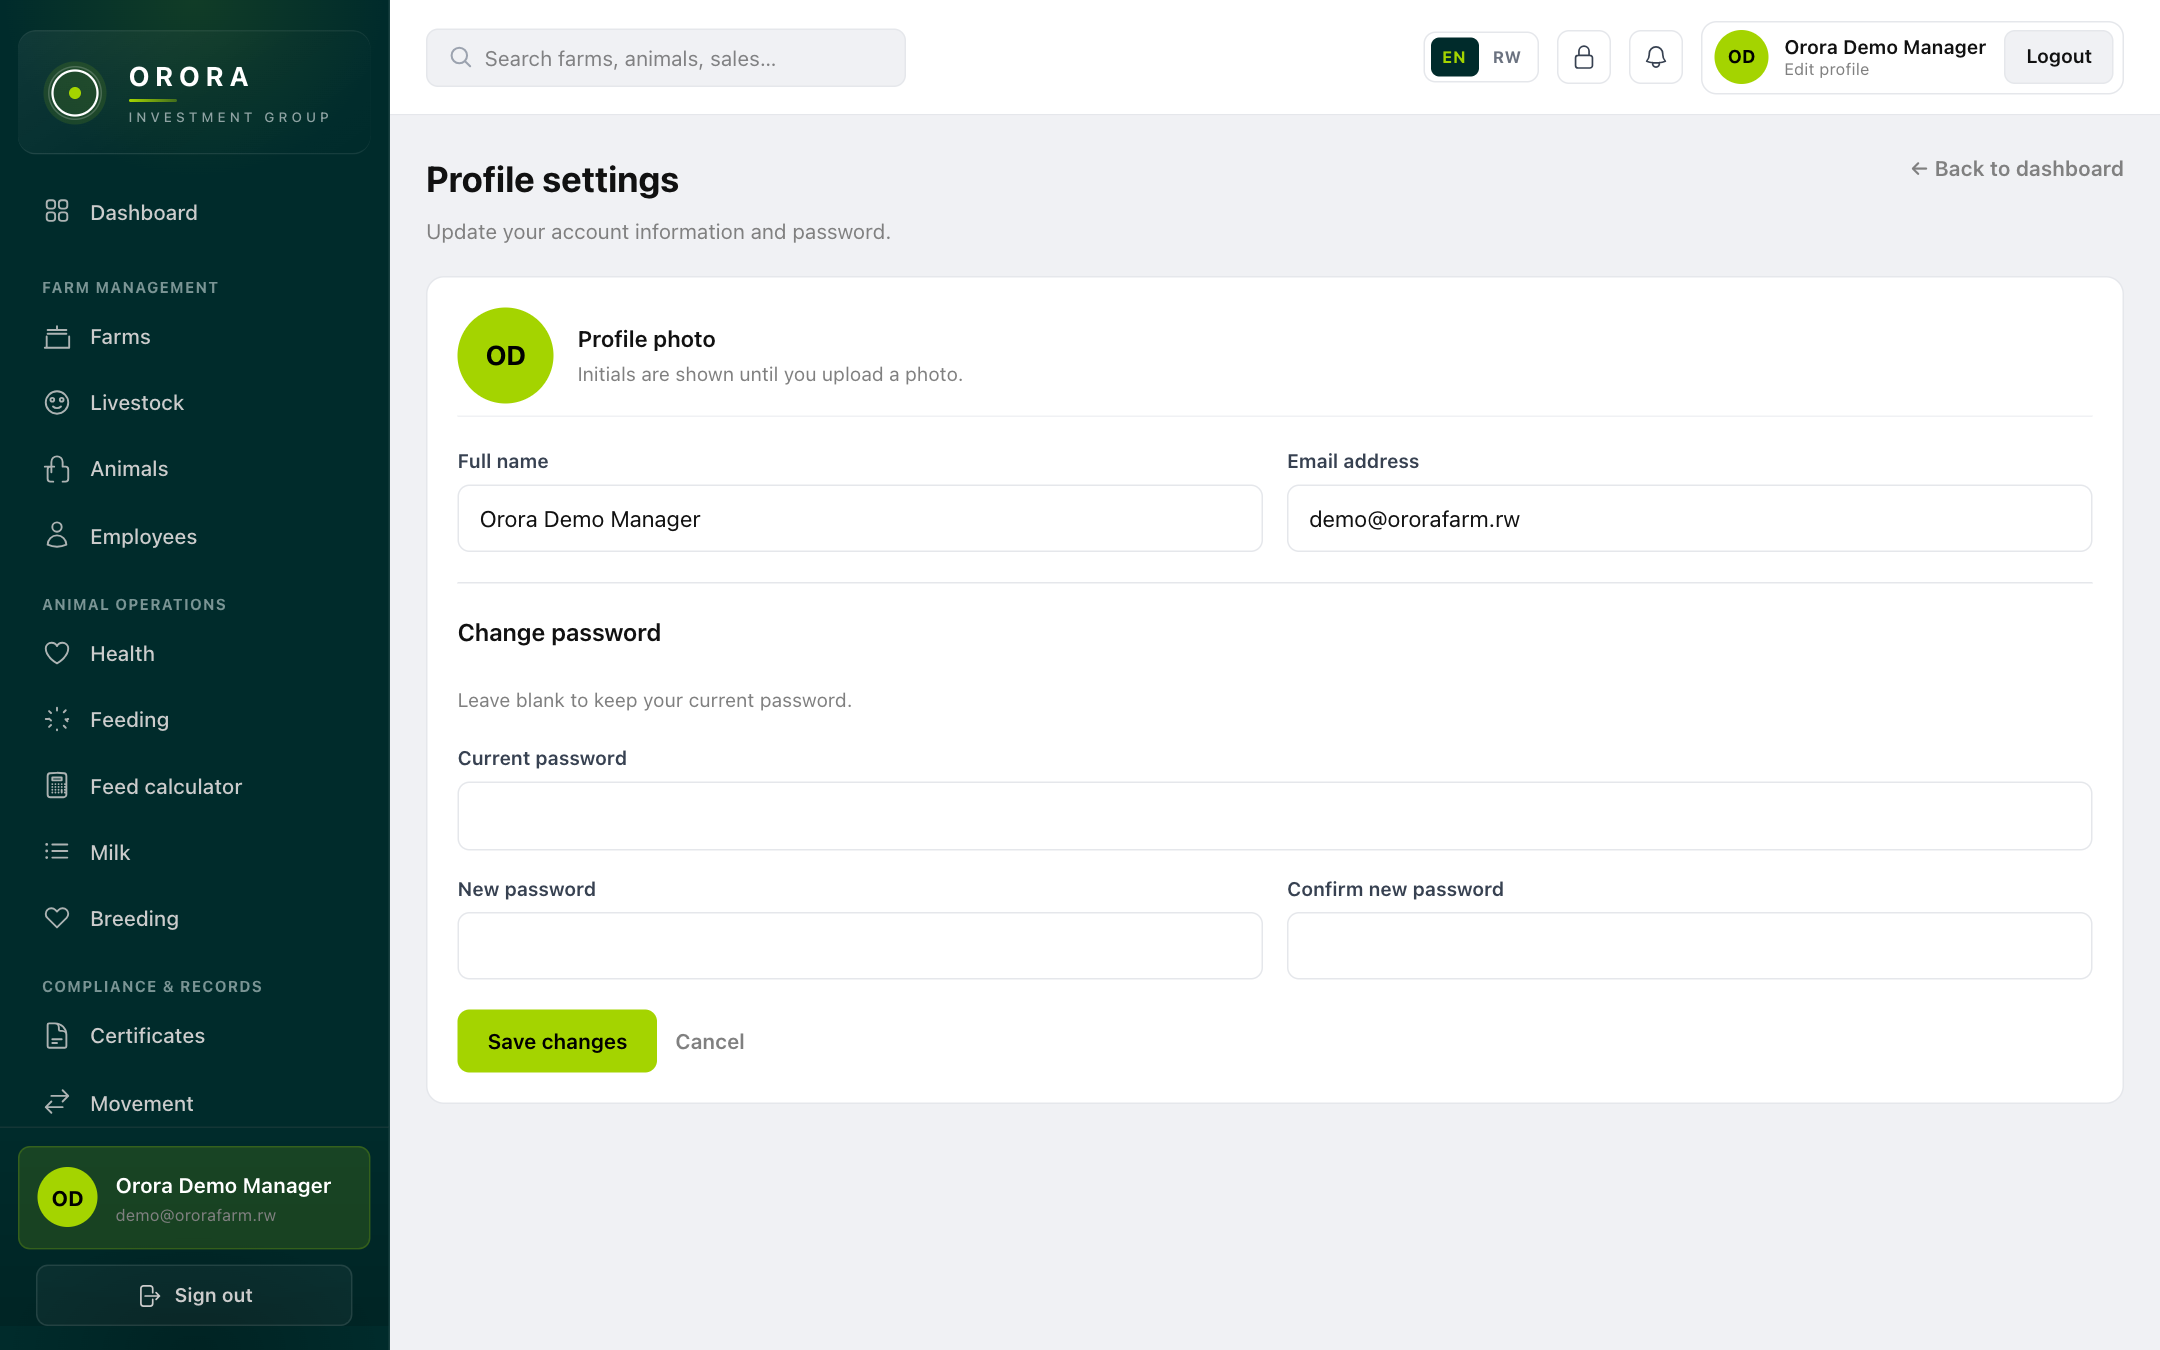 ORORA
INVESTMENT GROUP
Dashboard
FARM MANAGEMENT
Farms
Livestock
Animals
Employees
ANIMAL OPERATIONS
Health
Feeding
Feed calculator
Milk
Breeding
COMPLIANCE & RECORDS
Certificates
Movement
OD
Orora Demo Manager
demo@ororafarm.rw
Sign out
Search farms, animals, sales...
EN RW
OD
Orora Demo Manager
Edit profile
Logout
Profile settings
← Back to dashboard
Update your account information and password.
OD
Profile photo
Initials are shown until you upload a photo.
Full name
Orora Demo Manager
Email address
demo@ororafarm.rw
Change password
Leave blank to keep your current password.
Current password
New password
Confirm new password
Save changes
Cancel